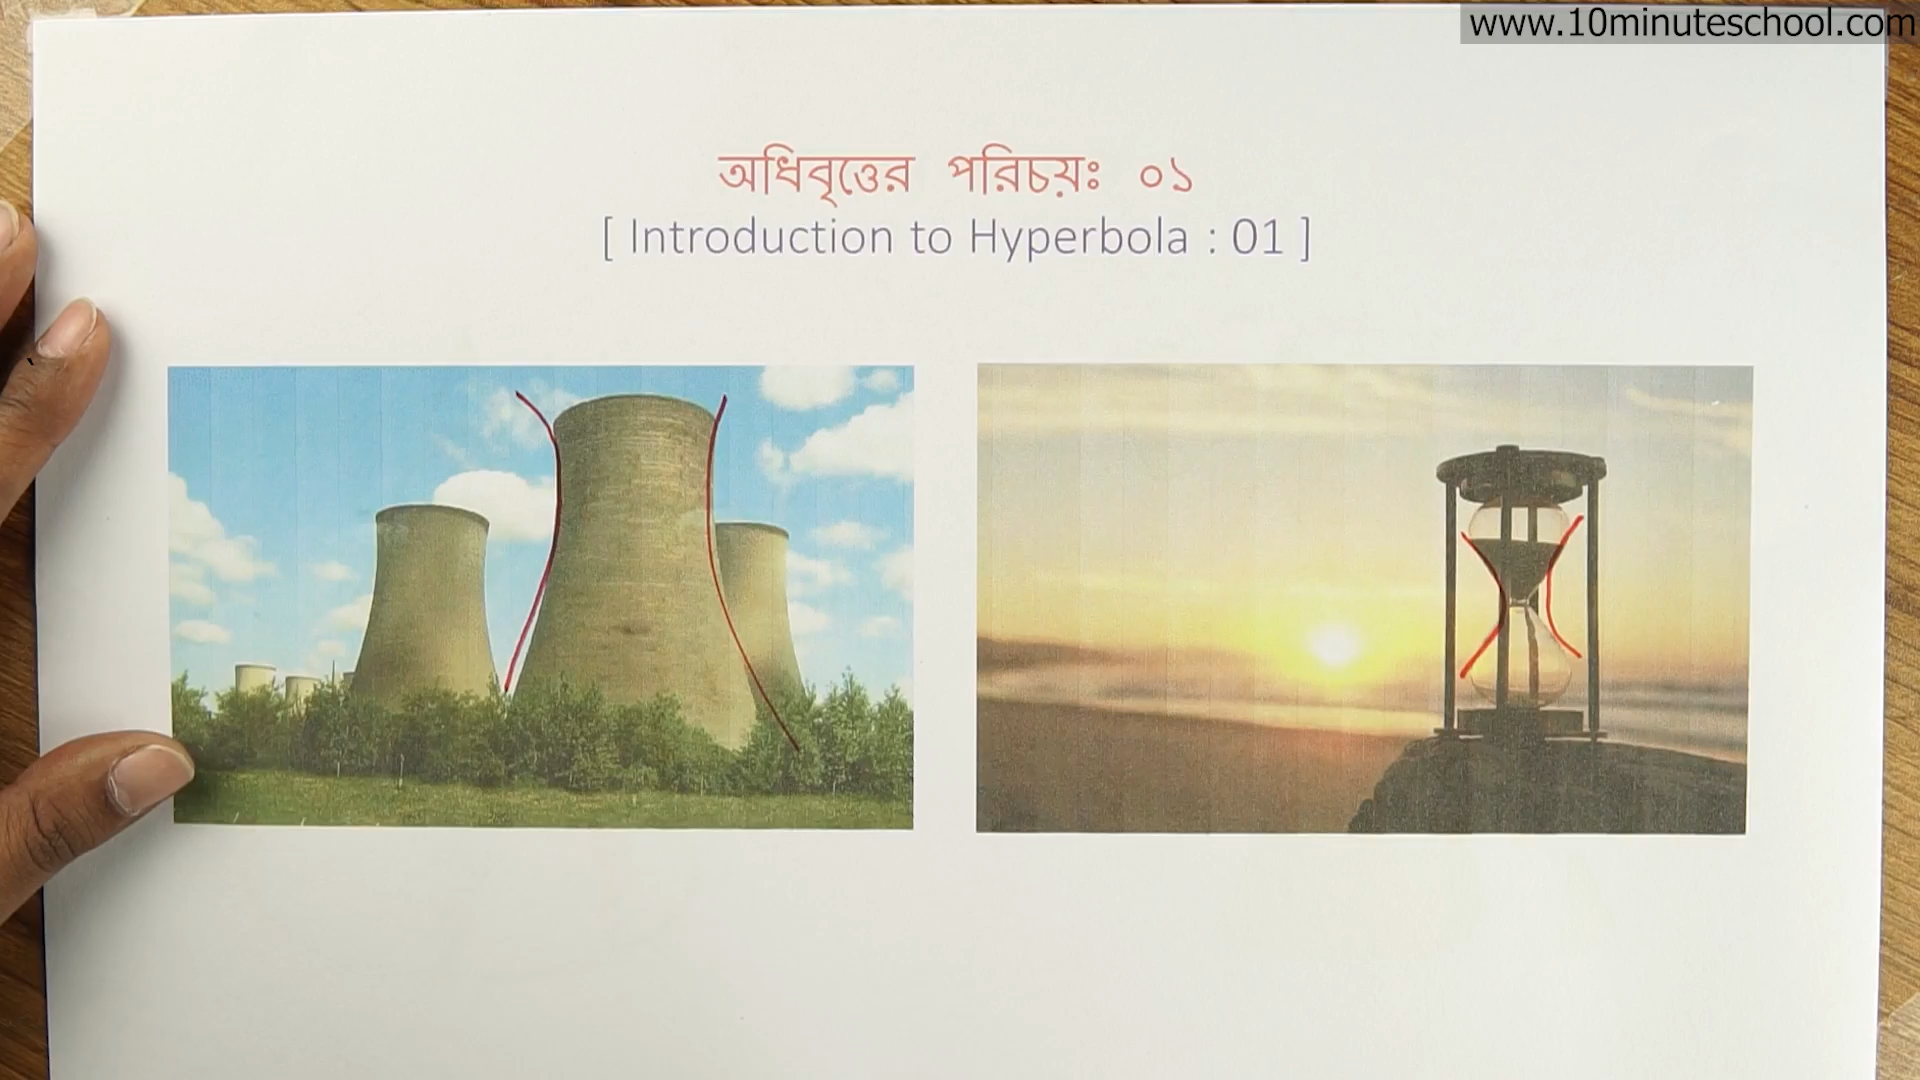 www.10minuteschool.com
অধিবৃত্তের পরিচয়ঃ ০১
[ Introduction to Hyperbola : 01 ]